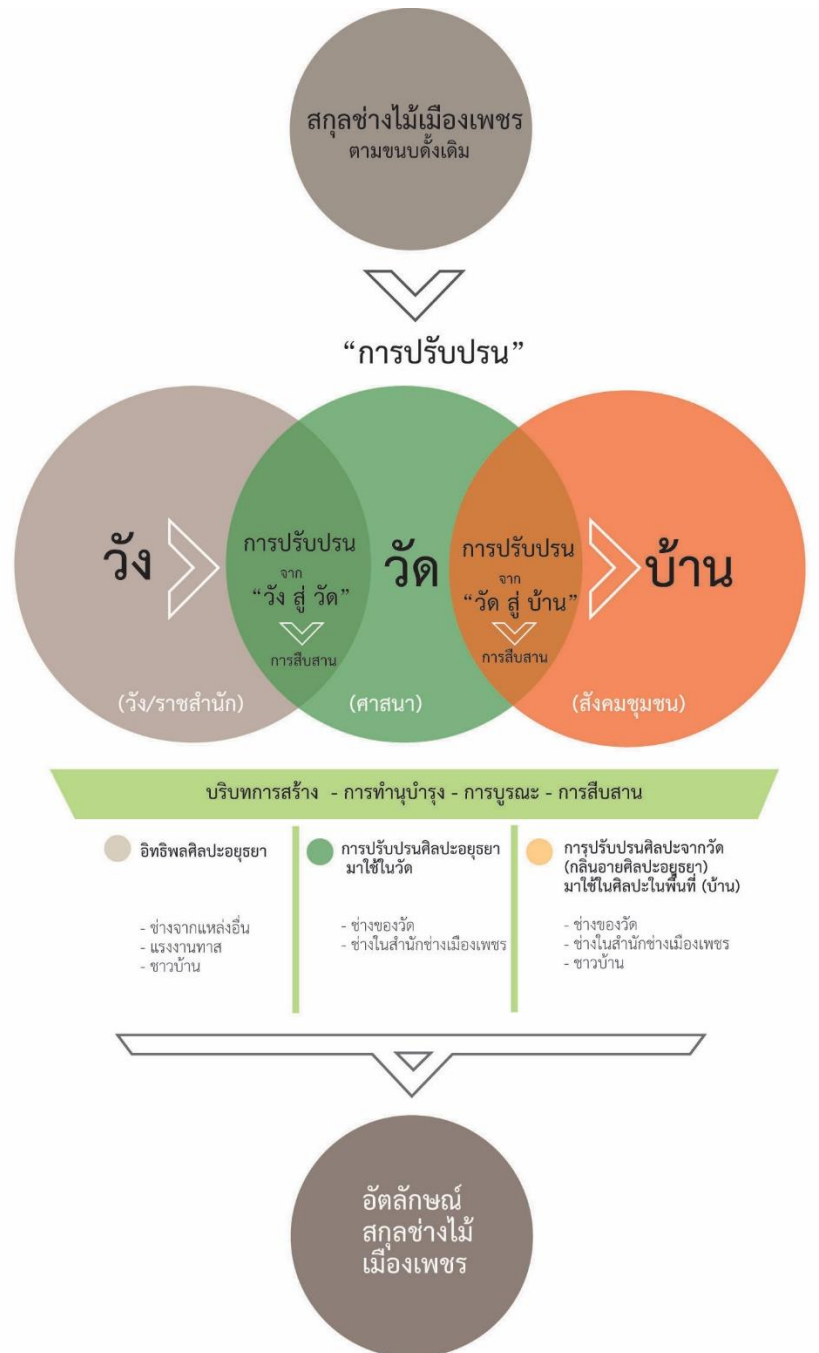 สกุลช่างไม้เมืองเพชร
ตามขนบดั้งเดิม
“การปรับปรน”
วัง
การปรับปรน
จาก
“วัง สู่ วัด”
การสืบสาน
วัด
การปรับปรน
จาก
“วัด สู่ บ้าน”
การสืบสาน
บ้าน
(วัง/ราชสำนัก)
(ศาสนา)
(สังคมชุมชน)
บริบทการสร้าง - การทำนุบำรุง - การบูรณะ - การสืบสาน
อิทธิพลศิลปะอยุธยา
- ช่างจากแหล่งอื่น
- แรงงานทาส
- ชาวบ้าน
การปรับปรนศิลปะอยุธยา
มาใช้ในวัด
- ช่างของวัด
- ช่างในสำนักช่างเมืองเพชร
การปรับปรนศิลปะจากวัด
(กลิ่นอายศิลปะอยุธยา)
มาใช้ในศิลปะในพื้นที่ (บ้าน)
- ช่างของวัด
- ช่างในสำนักช่างเมืองเพชร
- ชาวบ้าน
อัตลักษณ์
สกุลช่างไม้
เมืองเพชร